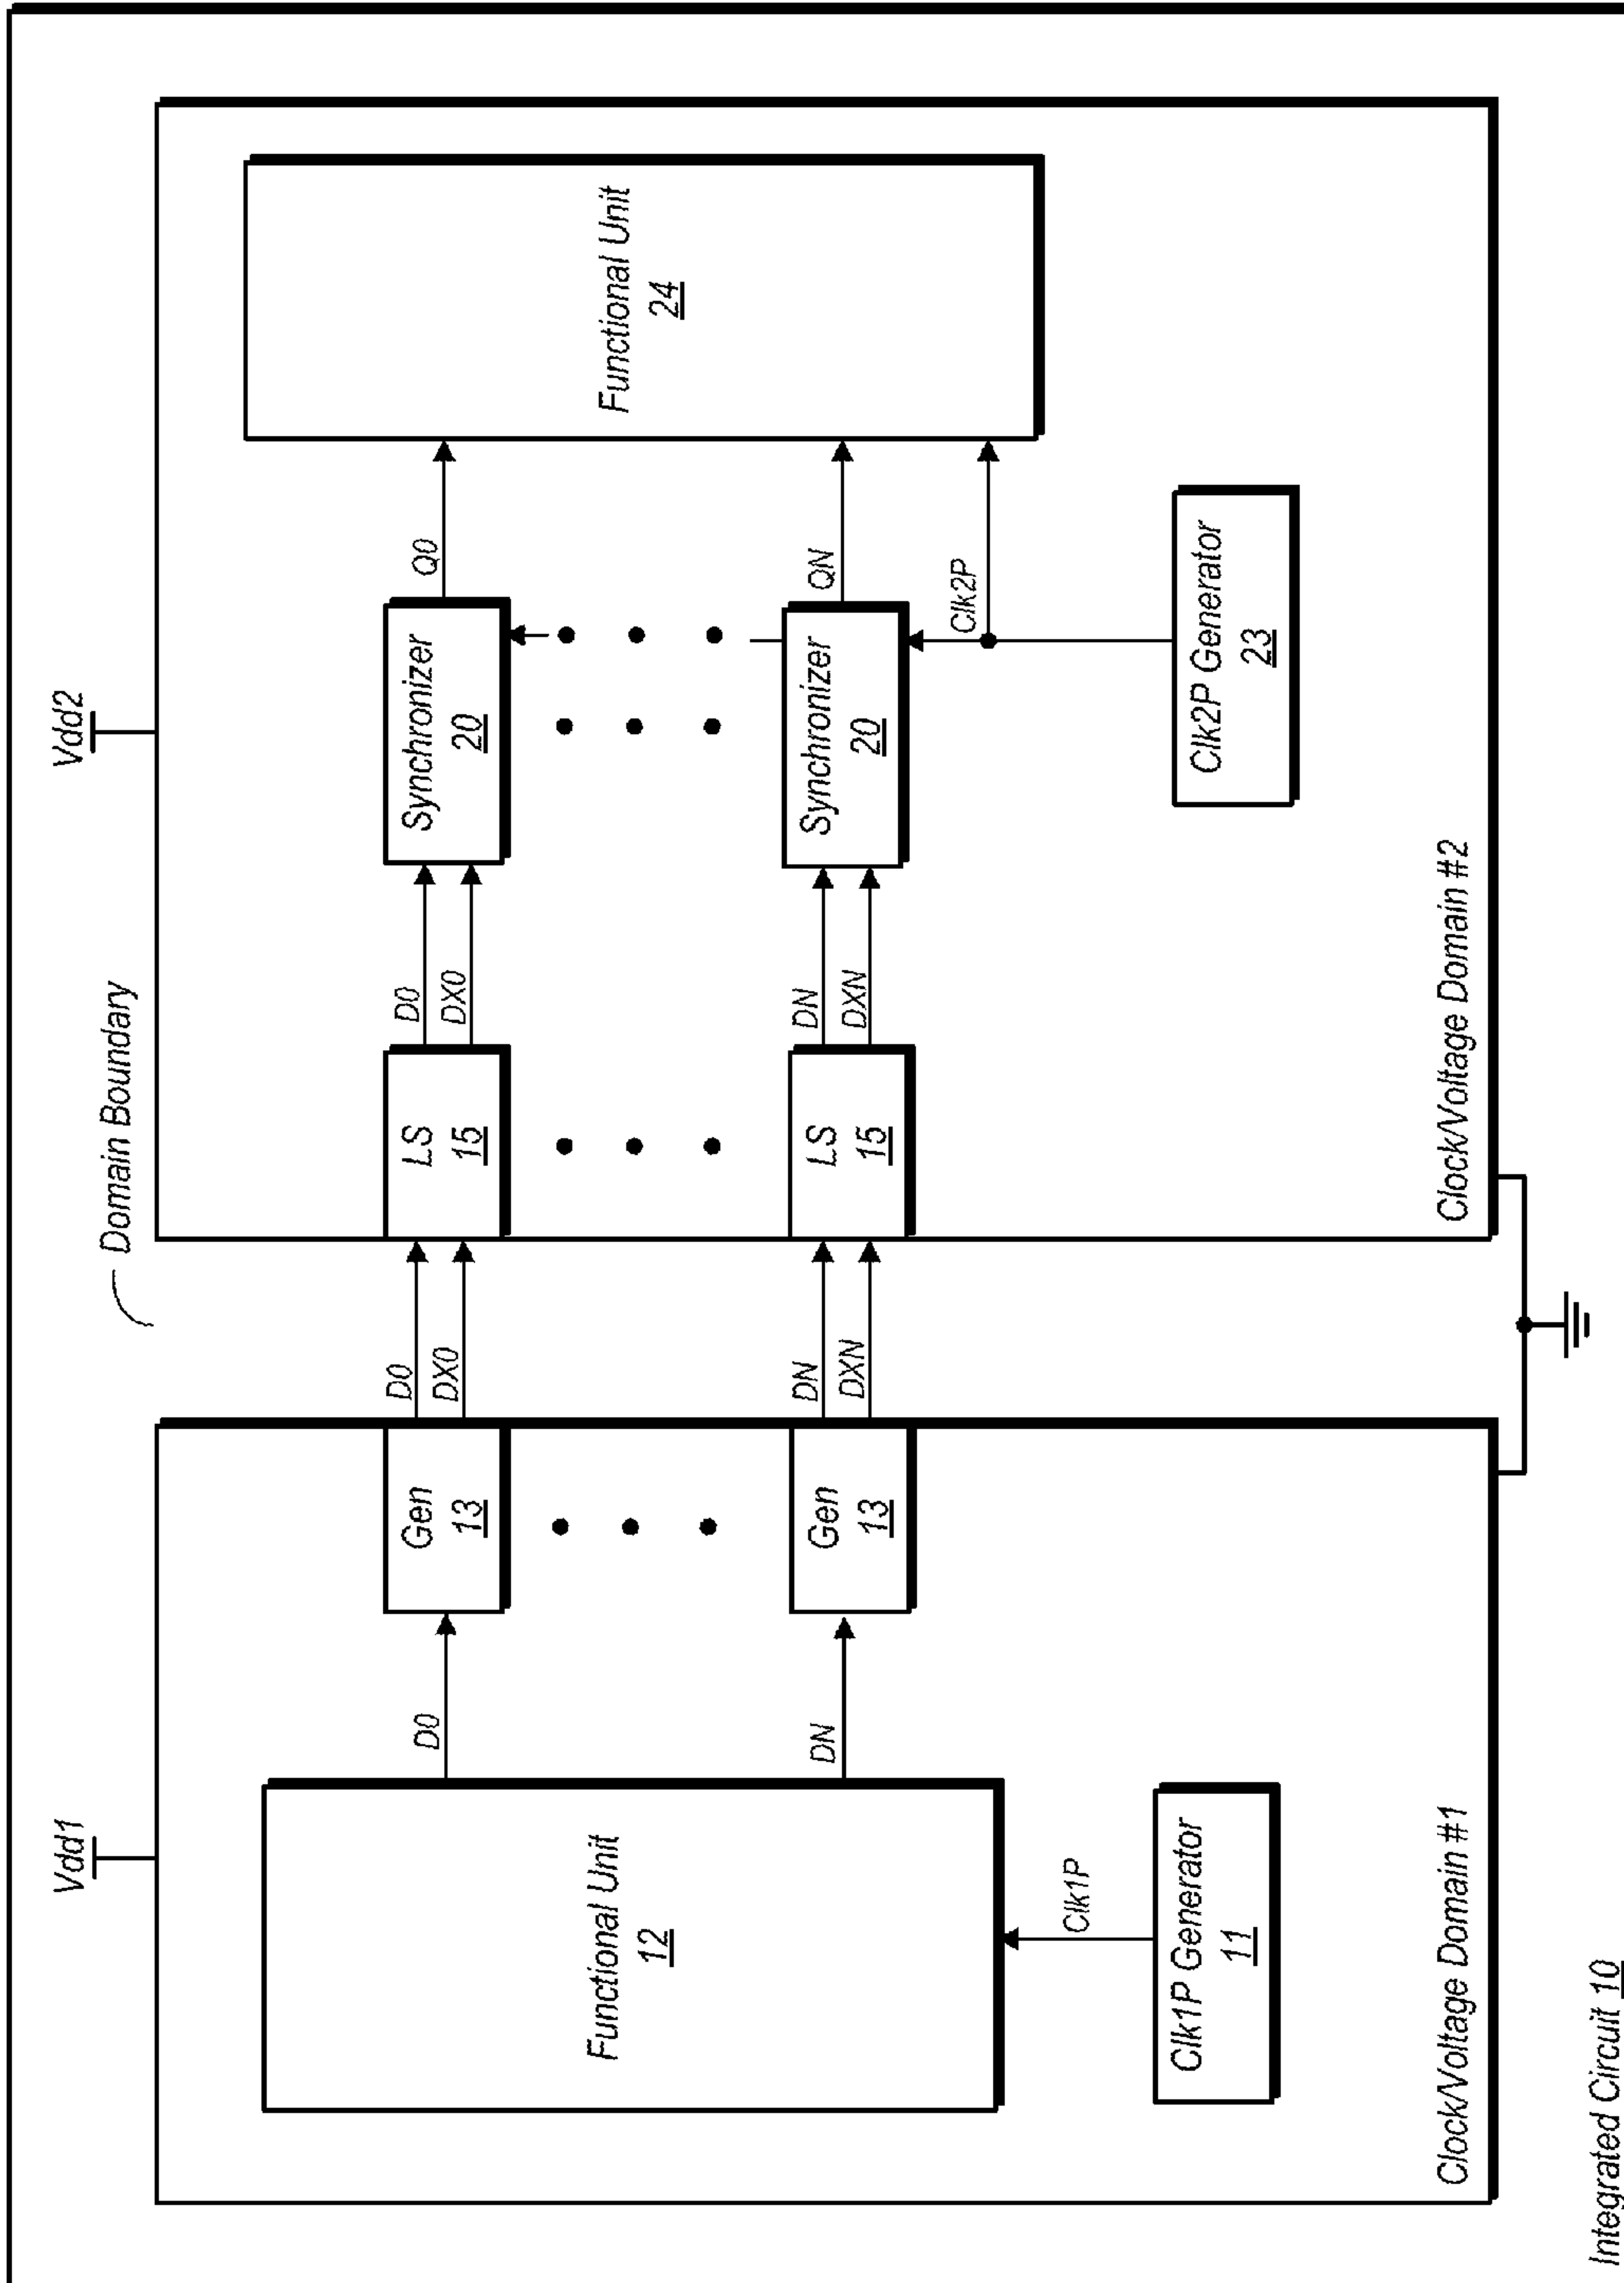 Vdd1
Vdd2
Domain Boundary
Functional Unit
12
D0
DN
Gen
13
Gen
13
D0
DX0
DN
DXN
LS
15
LS
15
D0
DX0
DN
DXN
Synchronizer
20
Synchronizer
20
Q0
QN
Clk2P
Functional Unit
24
Clk1P
Clk1P Generator
11
Clk2P Generator
23
Clock/Voltage Domain #1
Clock/Voltage Domain #2
Integrated Circuit 10